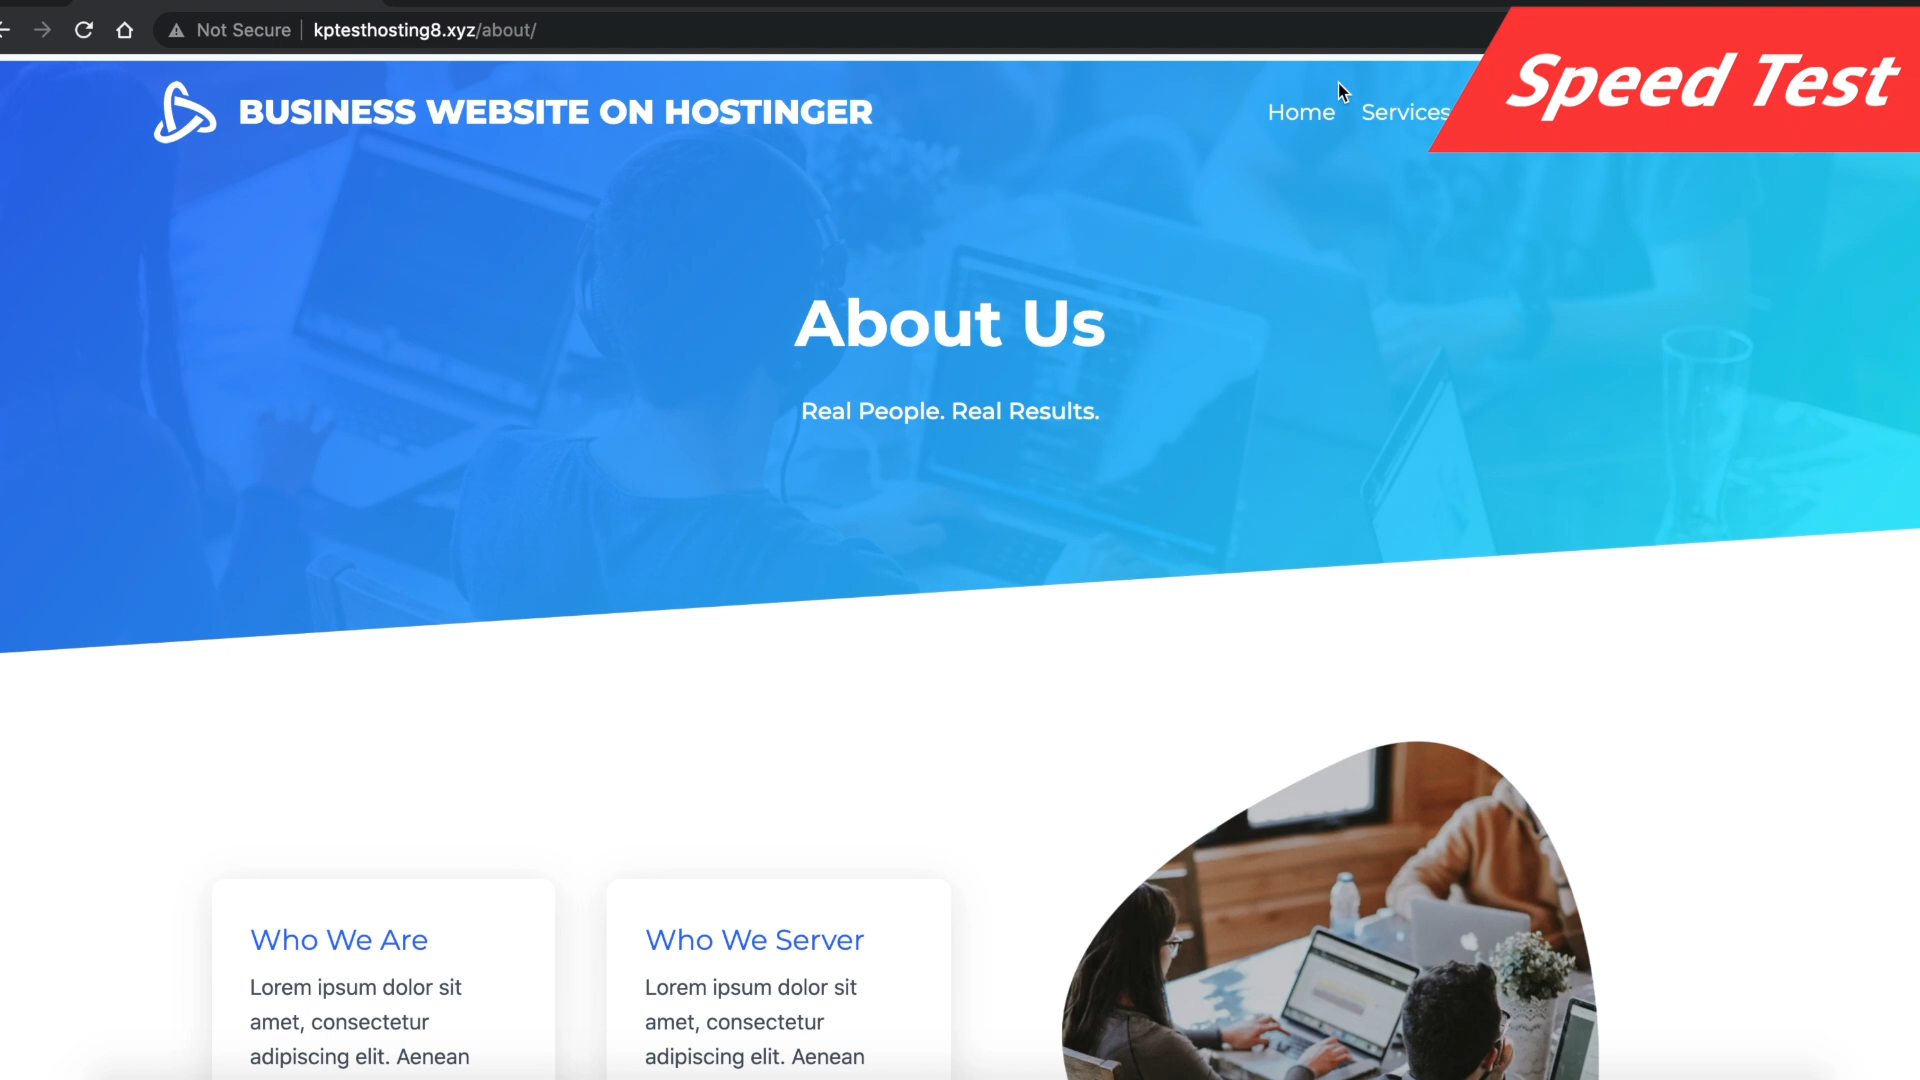 Not Secure
kptesthosting8.xyz/about/
Speed Test
BUSINESS WEBSITE ON HOSTINGER
Home
Services
About Us
Real People. Real Results.
Who We Are
Lorem ipsum dolor sit
amet, consectetur
adipiscing elit. Aenean
Who We Server
Lorem ipsum dolor sit
amet, consectetur
adipiscing elit. Aenean